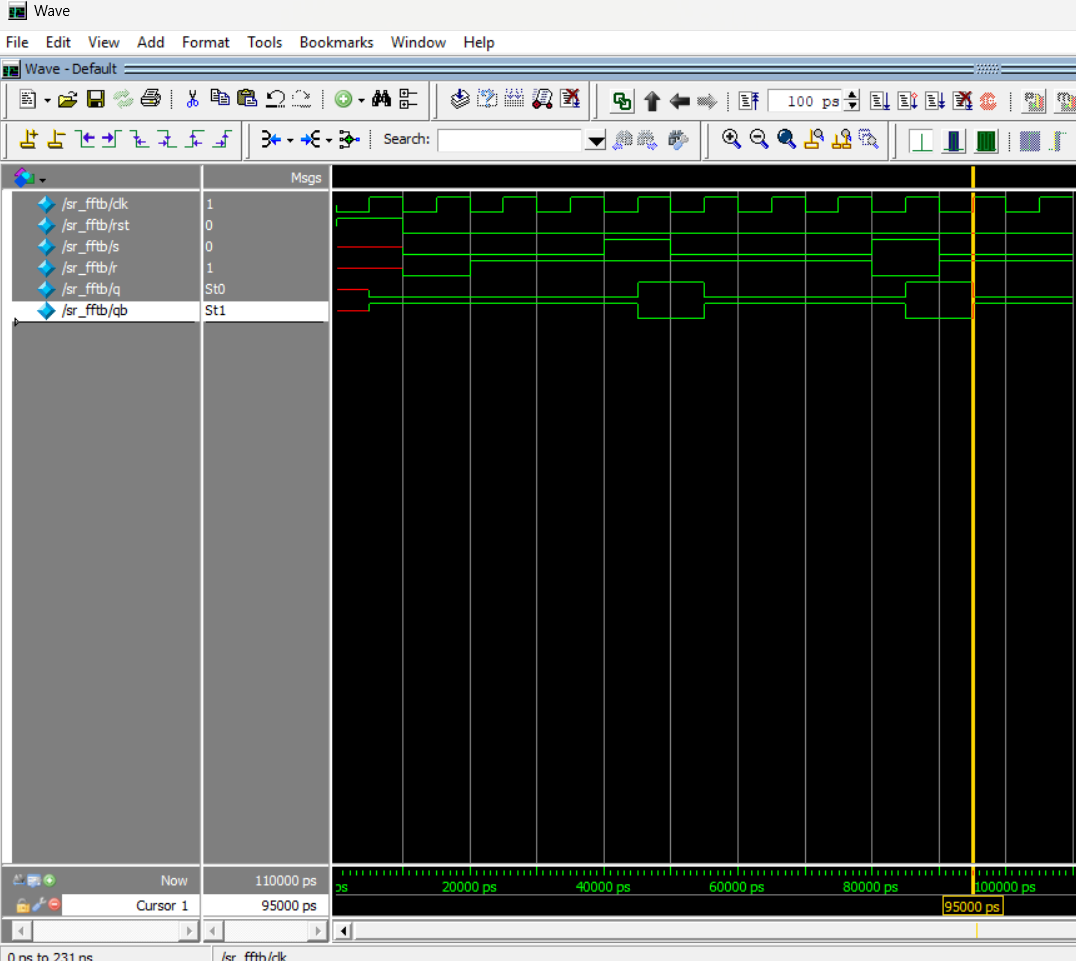 Wave
File Edit View Add Format Tools Bookmarks Window Help
Wave - Default
100 ps
Search:
Msgs
/sr_fftb/clk 1
/sr_fftb/rst 0
/sr_fftb/s 0
/sr_fftb/r 1
/sr_fftb/q St0
/sr_fftb/qb St1
Now 110000 ps
ps 20000 ps 40000 ps 60000 ps 80000 ps 100000 ps
Cursor 1 95000 ps
95000 ps
0 ps to 231 ns /sr_fftb/clk